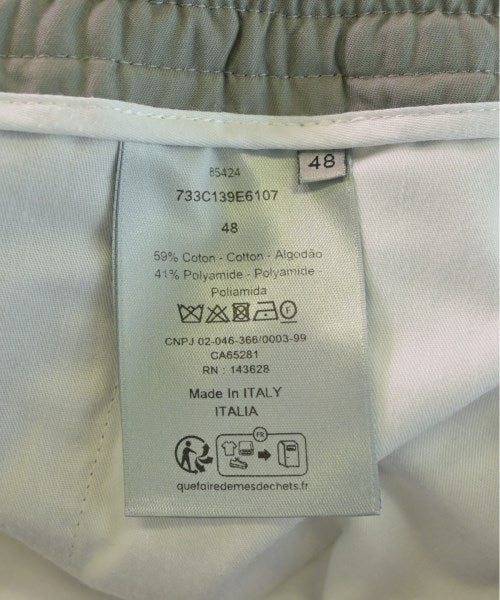 85424
48
733C139E6107
48
59% Coton - Cotton - Algodão
41% Polyamide - Polyamide -
Poliamida
CNPJ 02-046-366/0003-99
CA65281
RN : 143628
Made In ITALY
ITALIA
FR
quefairedemesdechets.fr